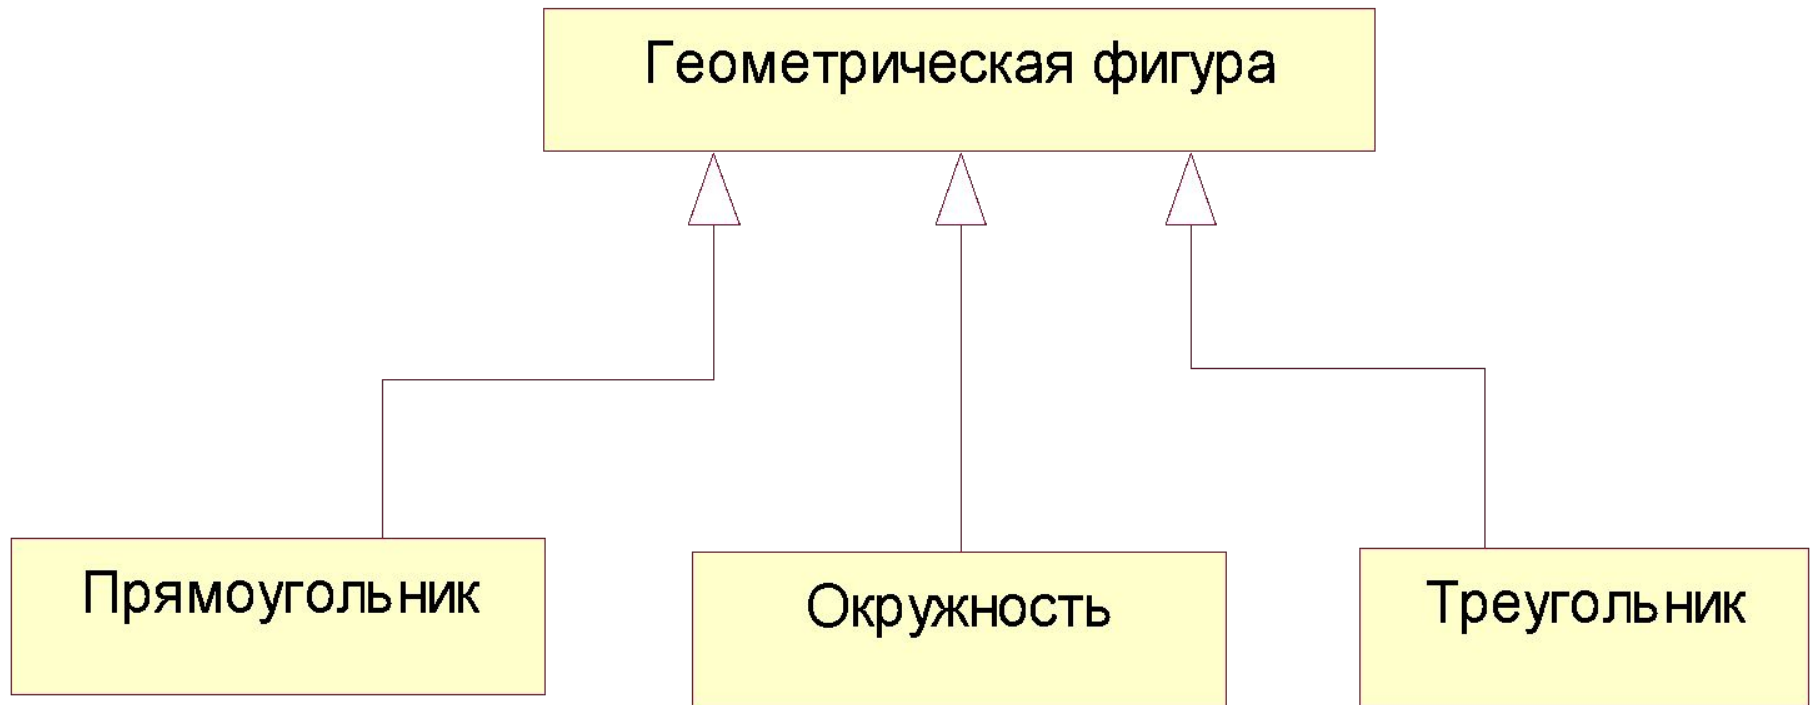 Геометрическая фигура
Прямоугольник
Окружность
Треугольник